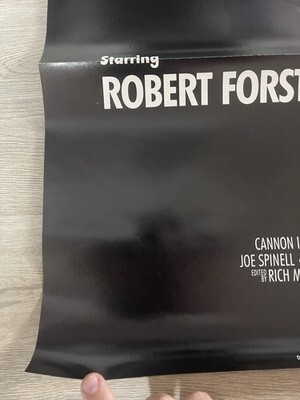 Starring
ROBERT FORST
CANNON
JOE SPINELL
EDITED BY RICH M